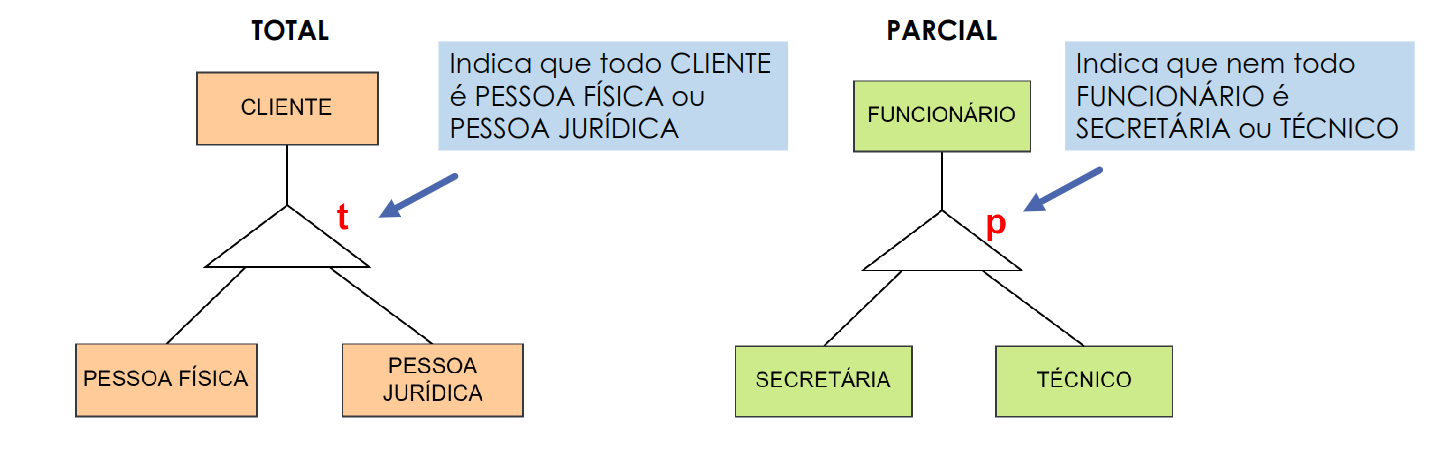 TOTAL
Indica que todo CLIENTE
é PESSOA FÍSICA ou
PESSOA JURÍDICA
CLIENTE
t
PESSOA FÍSICA
PESSOA
JURÍDICA
PARCIAL
Indica que nem todo
FUNCIONÁRIO é
SECRETÁRIA ou TÉCNICO
FUNCIONÁRIO
p
SECRETÁRIA
TÉCNICO